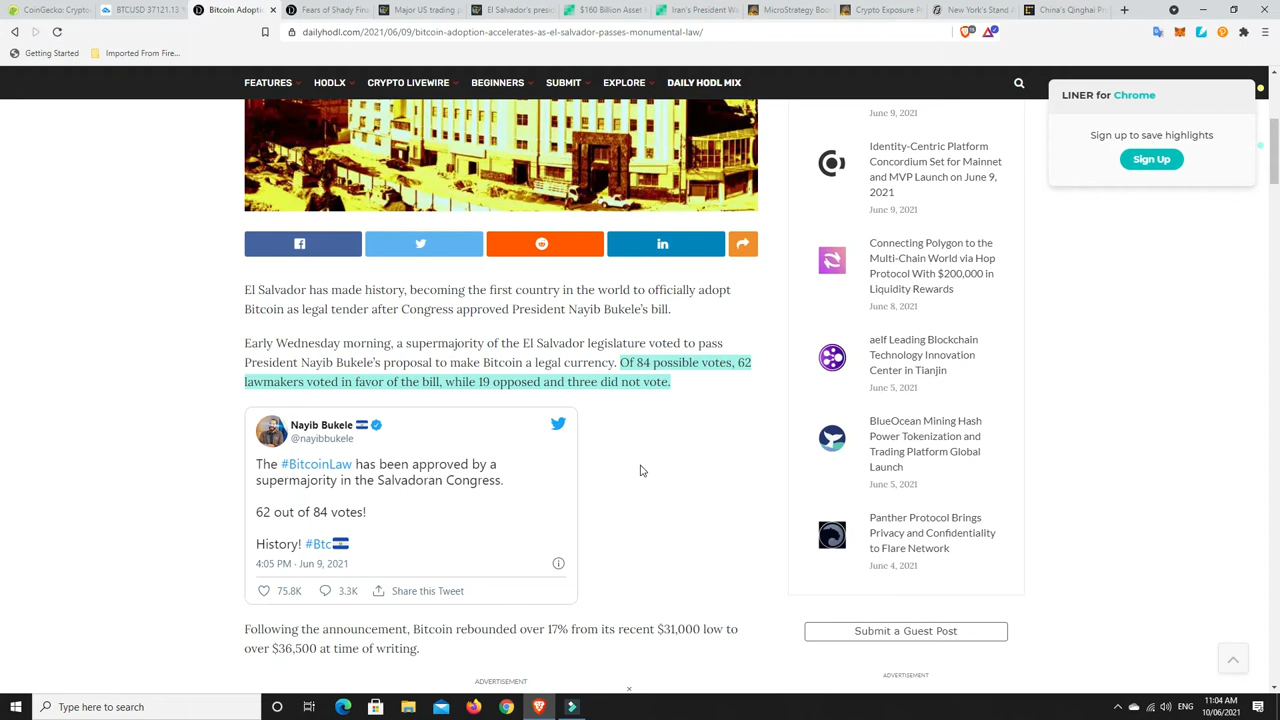 CoinGecko: Crypto
BTCUSD 37121.13
Bitcoin Adopti
Fears of Shady Fina
Major US trading p
El Salvador's presi
$160 Billion Asset
Iran's President Wa
MicroStrategy Boo
Crypto Exposure P
New York's Stand A
China's Qinghai Pr
dailyhodl.com/2021/06/09/bitcoin-adoption-accelerates-as-el-salvador-passes-monumental-law/
Getting Started
Imported From Fire...
FEATURES
HODLX
CRYPTO LIVEWIRE
BEGINNERS
SUBMIT
EXPLORE
DAILY HODL MIX
LINER for Chrome
Sign up to save highlights
Sign Up
El Salvador has made history, becoming the first country in the world to officially adopt
Bitcoin as legal tender after Congress approved President Nayib Bukele's bill.
Early Wednesday morning, a supermajority of the El Salvador legislature voted to pass
President Nayib Bukele's proposal to make Bitcoin a legal currency. Of 84 possible votes, 62
lawmakers voted in favor of the bill, while 19 opposed and three did not vote.
Nayib Bukele
@nayibbukele
The #BitcoinLaw has been approved by a
supermajority in the Salvadoran Congress.
62 out of 84 votes!
History! #Btc
4:05 PM · Jun 9, 2021
75.8K
3.3K
Share this Tweet
Following the announcement, Bitcoin rebounded over 17% from its recent $31,000 low to
over $36,500 at time of writing.
ADVERTISEMENT
June 9, 2021
Identity-Centric Platform
Concordium Set for Mainnet
and MVP Launch on June 9,
2021
June 9, 2021
Connecting Polygon to the
Multi-Chain World via Hop
Protocol With $200,000 in
Liquidity Rewards
June 8, 2021
aelf Leading Blockchain
Technology Innovation
Center in Tianjin
June 5, 2021
BlueOcean Mining Hash
Power Tokenization and
Trading Platform Global
Launch
June 5, 2021
Panther Protocol Brings
Privacy and Confidentiality
to Flare Network
June 4, 2021
Submit a Guest Post
ADVERTISEMENT
Type here to search
ENG
11:04 AM
10/06/2021